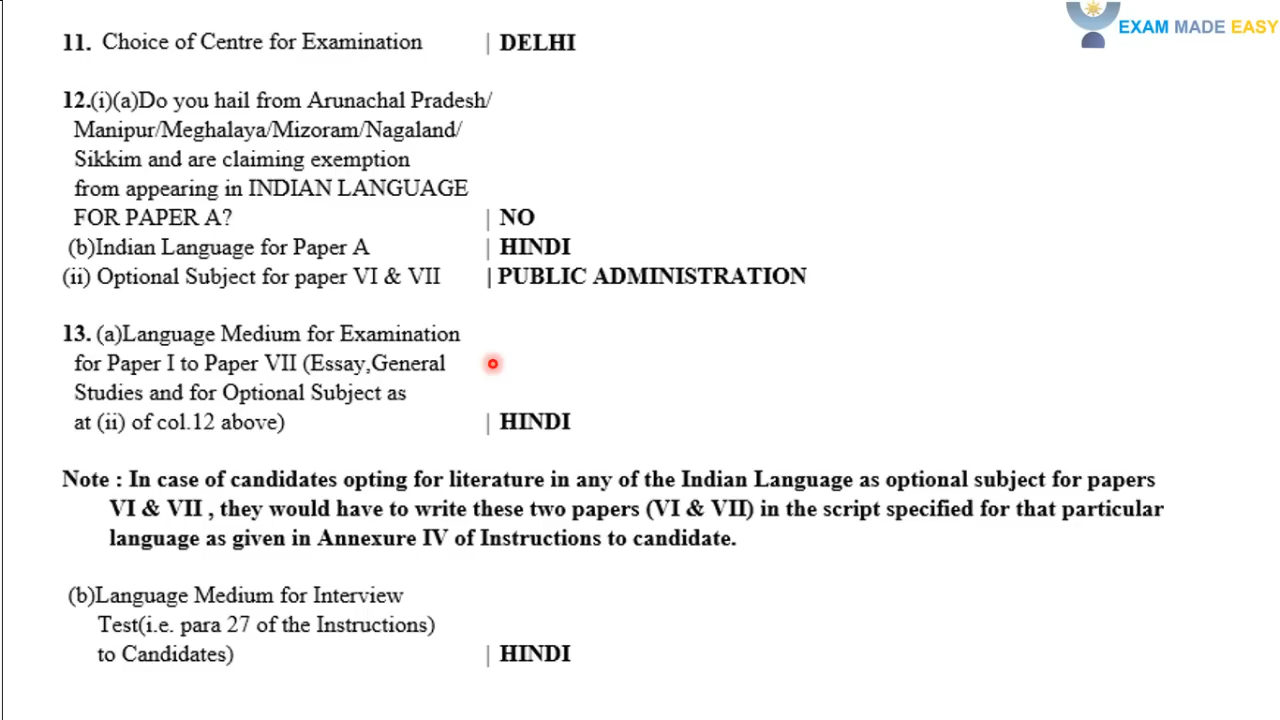 EXAM MADE EASY
11. Choice of Centre for Examination | DELHI
12.(i)(a)Do you hail from Arunachal Pradesh/
Manipur/Meghalaya/Mizoram/Nagaland/
Sikkim and are claiming exemption
from appearing in INDIAN LANGUAGE
FOR PAPER A? | NO
(b)Indian Language for Paper A | HINDI
(ii) Optional Subject for paper VI & VII | PUBLIC ADMINISTRATION
13. (a)Language Medium for Examination
for Paper I to Paper VII (Essay,General
Studies and for Optional Subject as
at (ii) of col.12 above) | HINDI
Note : In case of candidates opting for literature in any of the Indian Language as optional subject for papers
VI & VII , they would have to write these two papers (VI & VII) in the script specified for that particular
language as given in Annexure IV of Instructions to candidate.
(b)Language Medium for Interview
Test(i.e. para 27 of the Instructions)
to Candidates) | HINDI